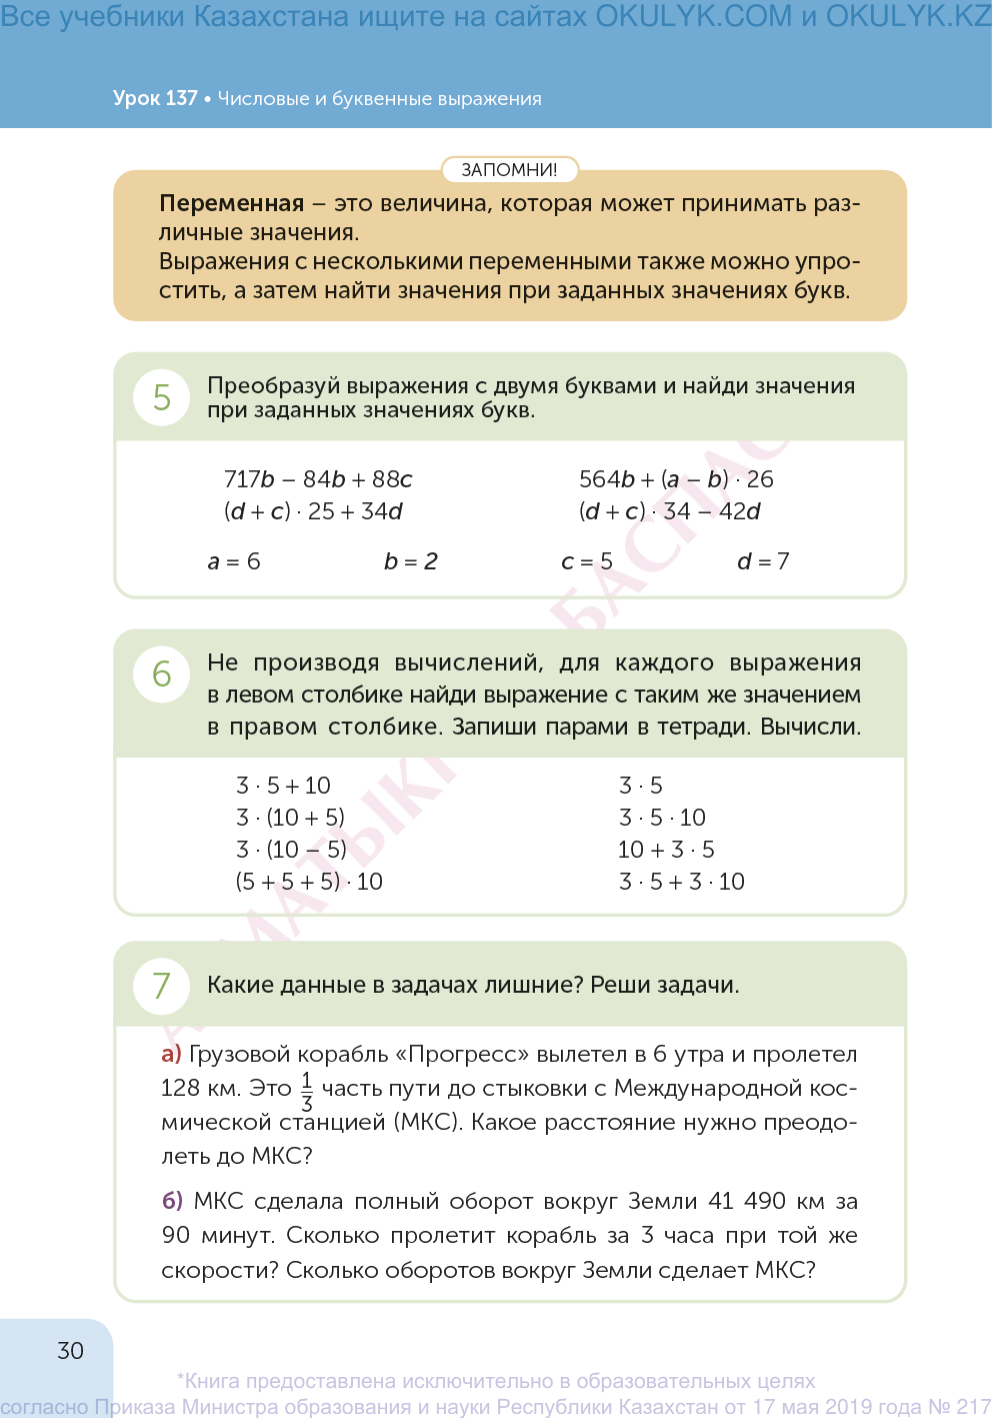 Все учебники Казахстана ищите на сайтах OKULYK.COM и OKULYK.KZ
Урок 137 • Числовые и буквенные выражения
ЗАПОМНИ!
Переменная – это величина, которая может принимать раз-
личные значения.
Выражения с несколькими переменными также можно упро-
стить, а затем найти значения при заданных значениях букв.
5
Преобразуй выражения с двумя буквами и найди значения
при заданных значениях букв.
717b – 84b + 88c
564b + (a – b) · 26
(d + c) · 25 + 34d
(d + c) · 34 – 42d
a = 6 b = 2 c = 5 d = 7
6
Не производя вычислений, для каждого выражения
в левом столбике найди выражение с таким же значением
в правом столбике. Запиши парами в тетради. Вычисли.
3 · 5 + 10
3 · (10 + 5)
3 · (10 – 5)
(5 + 5 + 5) · 10
3 · 5
3 · 5 · 10
10 + 3 · 5
3 · 5 + 3 · 10
7
Какие данные в задачах лишние? Реши задачи.
а) Грузовой корабль «Прогресс» вылетел в 6 утра и пролетел
128 км. Это 1/3 часть пути до стыковки с Международной кос-
мической станцией (МКС). Какое расстояние нужно преодо-
леть до МКС?
б) МКС сделала полный оборот вокруг Земли 41 490 км за
90 минут. Сколько пролетит корабль за 3 часа при той же
скорости? Сколько оборотов вокруг Земли сделает МКС?
30
*Книга предоставлена исключительно в образовательных целях
согласно Приказа Министра образования и науки Республики Казахстан от 17 мая 2019 года № 217